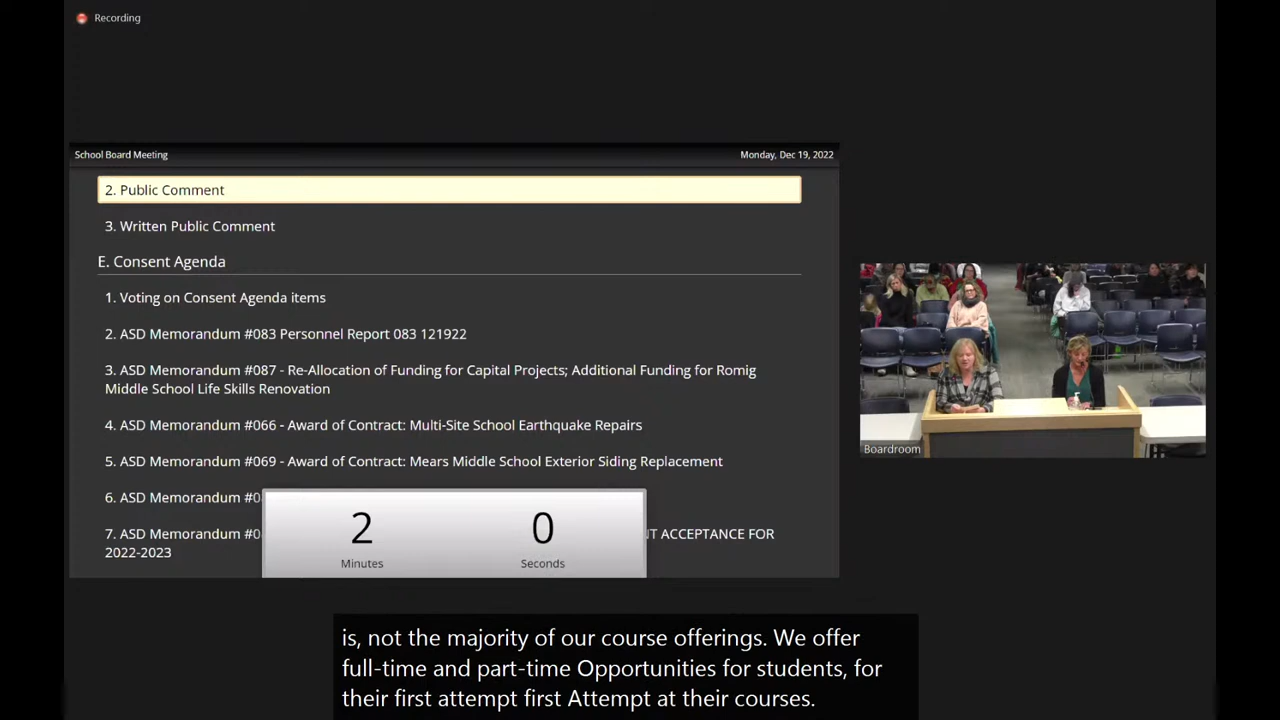 Recording
School Board Meeting
Monday, Dec 19, 2022
2. Public Comment
3. Written Public Comment
E. Consent Agenda
1. Voting on Consent Agenda items
2. ASD Memorandum #083 Personnel Report 083 121922
3. ASD Memorandum #087 - Re-Allocation of Funding for Capital Projects; Additional Funding for Romig
Middle School Life Skills Renovation
4. ASD Memorandum #066 - Award of Contract: Multi-Site School Earthquake Repairs
5. ASD Memorandum #069 - Award of Contract: Mears Middle School Exterior Siding Replacement
6. ASD Memorandum
7. ASD Memorandum ACCEPTANCE FOR
2022-2023
2 0
Minutes Seconds
Boardroom
is, not the majority of our course offerings. We offer
full-time and part-time Opportunities for students, for
their first attempt first Attempt at their courses.